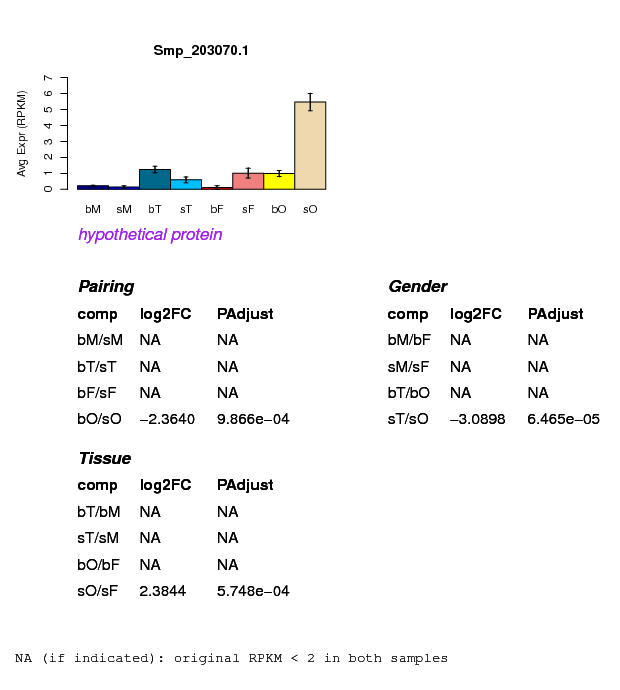 Smp_203070.1
Avg Expr (RPKM)
0 1 2 3 4 5 6 7
bM sM bT sT bF sF bO sO
hypothetical protein
Pairing
comp log2FC PAdjust
bM/sM NA NA
bT/sT NA NA
bF/sF NA NA
bO/sO −2.3640 9.866e−04
Gender
comp log2FC PAdjust
bM/bF NA NA
sM/sF NA NA
bT/bO NA NA
sT/sO −3.0898 6.465e−05
Tissue
comp log2FC PAdjust
bT/bM NA NA
sT/sM NA NA
bO/bF NA NA
sO/sF 2.3844 5.748e−04
NA (if indicated): original RPKM < 2 in both samples